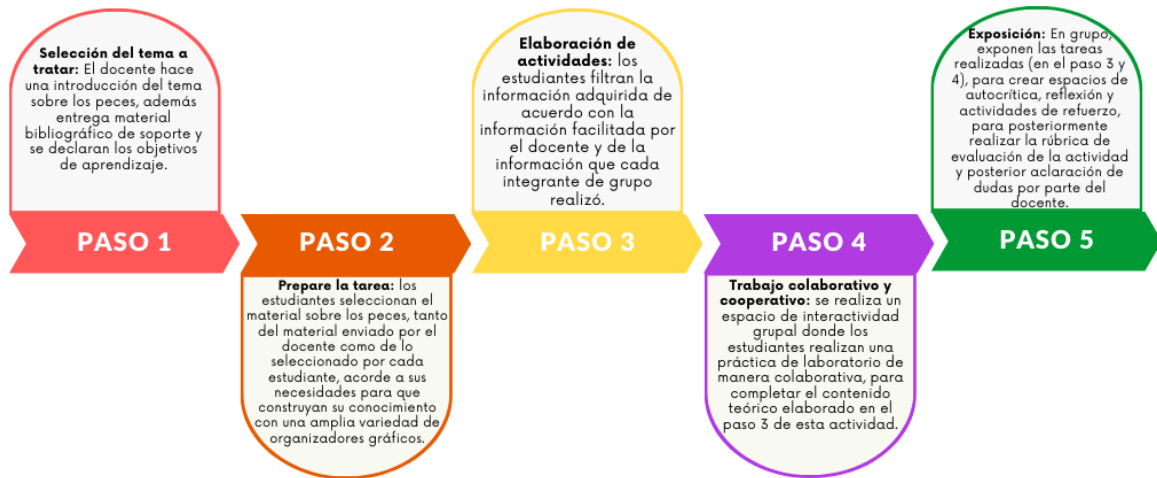 Selección del tema a
tratar: El docente hace
una introducción del tema
sobre los peces, además
entrega material
bibliográfico de soporte y
se declaran los objetivos
de aprendizaje.
PASO 1
PASO 2
Prepare la tarea: los
estudiantes seleccionan el
material sobre los peces, tanto
del material enviado por el
docente como de lo
seleccionado por cada
estudiante, acorde a sus
necesidades para que
construyan su conocimiento
con una amplia variedad de
organizadores gráficos.
Elaboración de
actividades: los
estudiantes filtran la
información adquirida de
acuerdo con la
información facilitada por
el docente y de la
información que cada
integrante de grupo
realizó.
PASO 3
PASO 4
Trabajo colaborativo y
cooperativo: se realiza un
espacio de interactividad
grupal donde los
estudiantes realizan una
práctica de laboratorio de
manera colaborativa, para
completar el contenido
teórico elaborado en el
paso 3 de esta actividad.
Exposición: En grupo,
exponen las tareas
realizadas (en el paso 3 y
4), para crear espacios de
autocrítica, reflexión y
actividades de refuerzo,
para posteriormente
realizar la rúbrica de
evaluación de la actividad
y posterior aclaración de
dudas por parte del
docente.
PASO 5